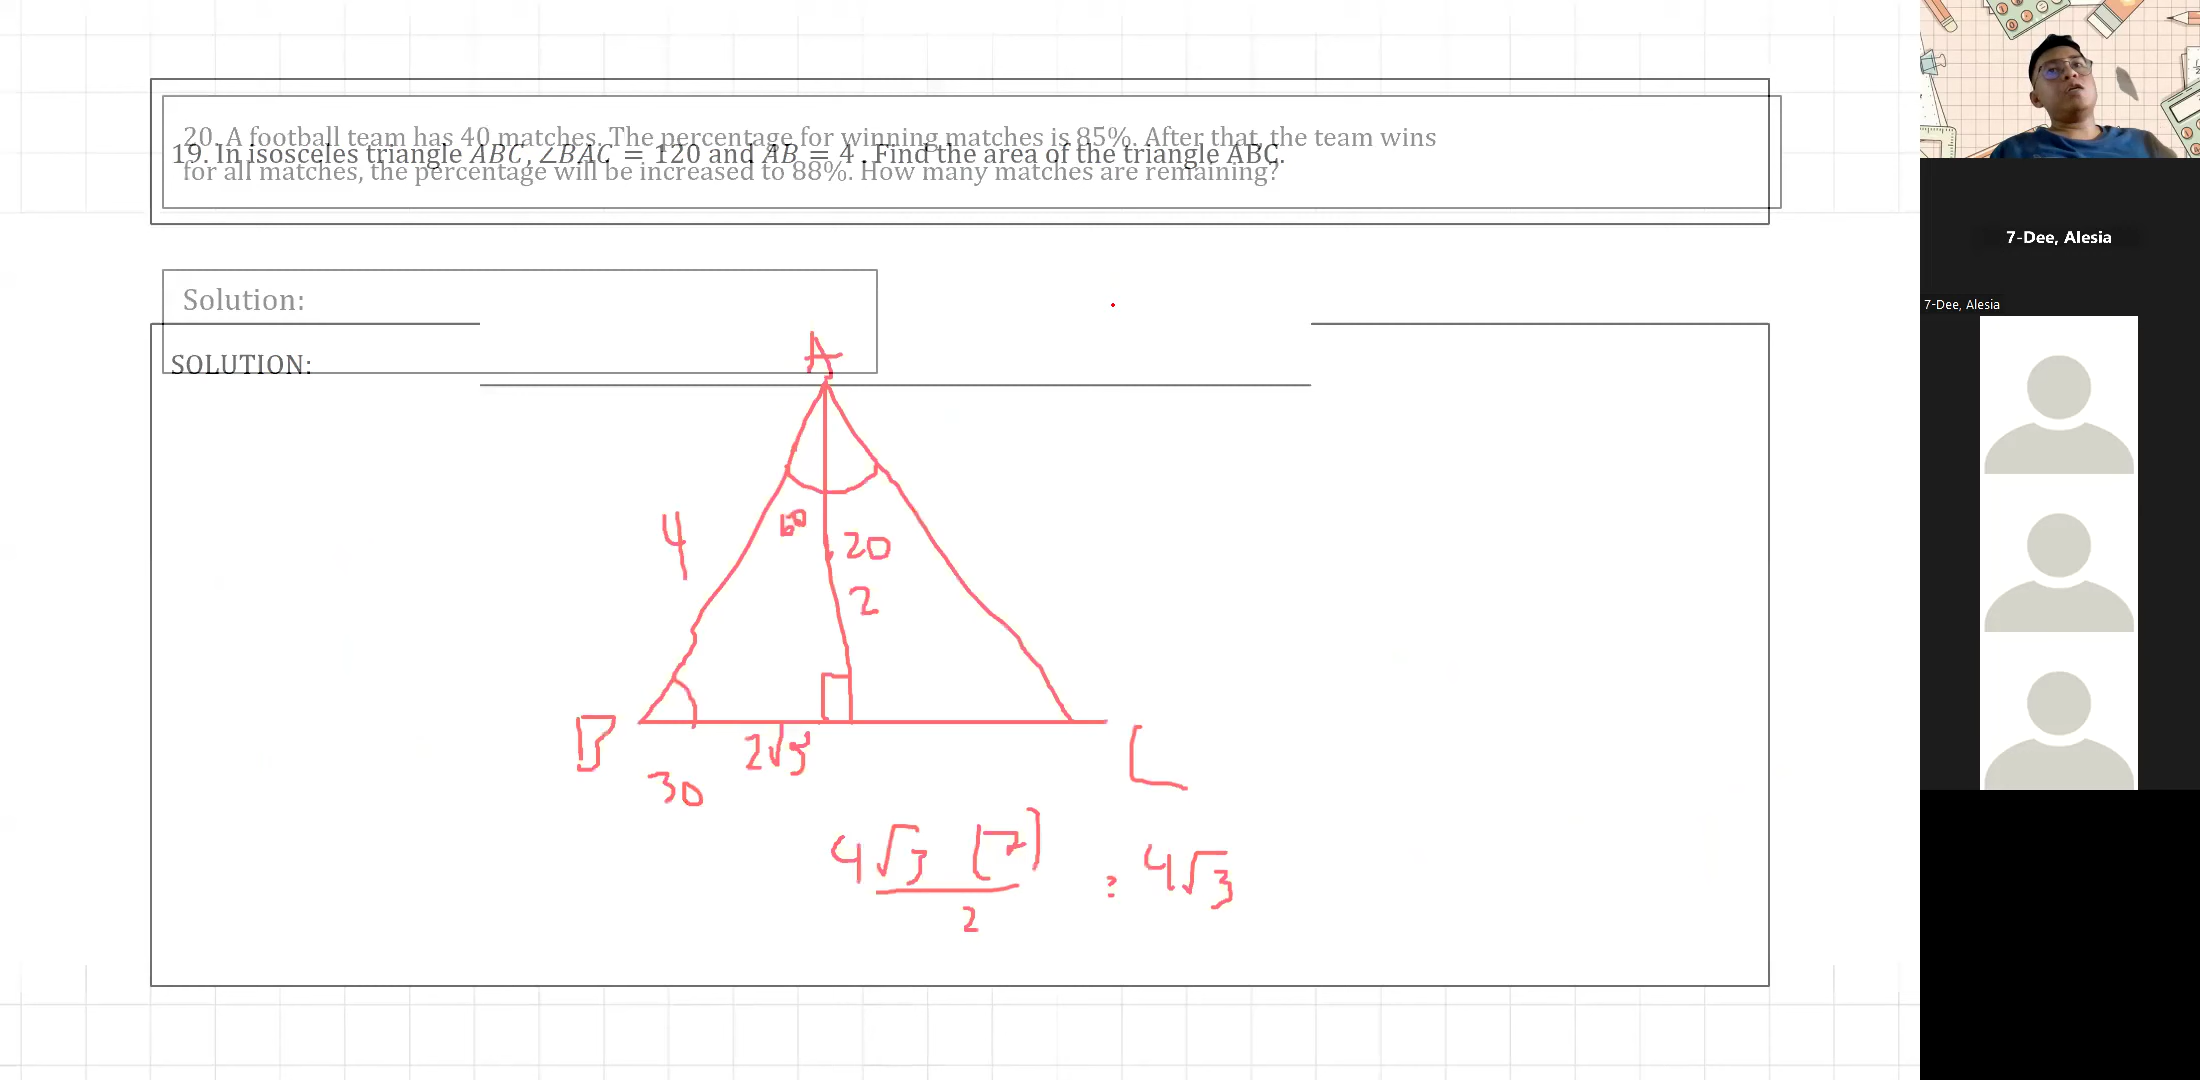 20. A football team has 40 matches. The percentage for winning matches is 85%. After that, the team wins
for all matches, the percentage will be increased to 88%. How many matches are remaining?
19. In isosceles triangle ABC, ∠BAC = 120 and AB = 4 . Find the area of the triangle ABC.
Solution:
SOLUTION:
A
4
60
20
2
B
2√3
C
30
4√3 (2)
2
= 4√3
7-Dee, Alesia
7-Dee, Alesia